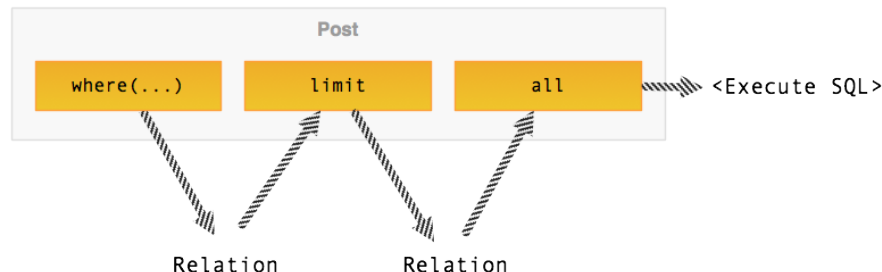 Post
where(...)
limit
all
<Execute SQL>
Relation
Relation